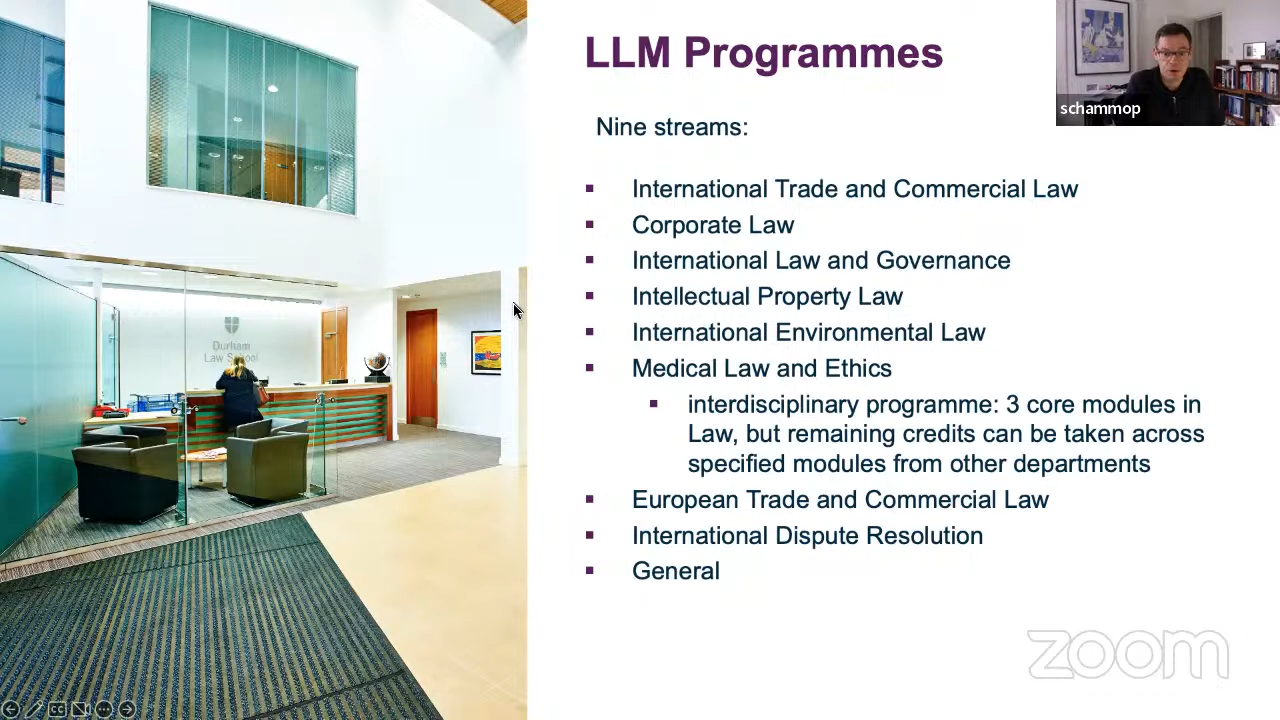 LLM Programmes
schammop
Nine streams:
▪ International Trade and Commercial Law
▪ Corporate Law
▪ International Law and Governance
▪ Intellectual Property Law
▪ International Environmental Law
▪ Medical Law and Ethics
▪ interdisciplinary programme: 3 core modules in
Law, but remaining credits can be taken across
specified modules from other departments
▪ European Trade and Commercial Law
▪ International Dispute Resolution
▪ General
Durham
Law School
zoom
CC